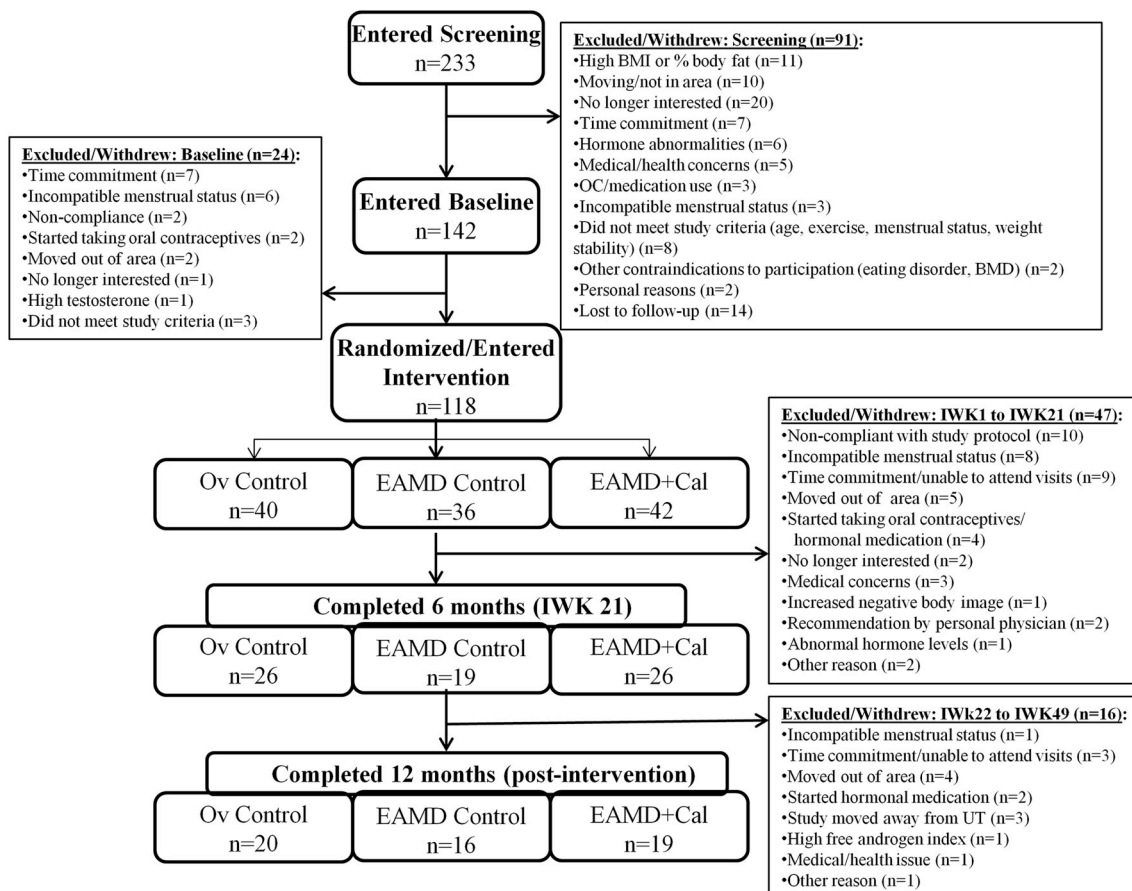 Entered Screening
n=233
Excluded/Withdrew: Screening (n=91):
•High BMI or % body fat (n=11)
•Moving/not in area (n=10)
•No longer interested (n=20)
•Time commitment (n=7)
•Hormone abnormalities (n=6)
•Medical/health concerns (n=5)
•OC/medication use (n=3)
•Incompatible menstrual status (n=3)
•Did not meet study criteria (age, exercise, menstrual status, weight
stability) (n=8)
•Other contraindications to participation (eating disorder, BMD) (n=2)
•Personal reasons (n=2)
•Lost to follow-up (n=14)
Excluded/Withdrew: Baseline (n=24):
•Time commitment (n=7)
•Incompatible menstrual status (n=6)
•Non-compliance (n=2)
•Started taking oral contraceptives (n=2)
•Moved out of area (n=2)
•No longer interested (n=1)
•High testosterone (n=1)
•Did not meet study criteria (n=3)
Entered Baseline
n=142
Randomized/Entered
Intervention
n=118
Ov Control
n=40
EAMD Control
n=36
EAMD+Cal
n=42
Excluded/Withdrew: IWK1 to IWK21 (n=47):
•Non-compliant with study protocol (n=10)
•Incompatible menstrual status (n=8)
•Time commitment/unable to attend visits (n=9)
•Moved out of area (n=5)
•Started taking oral contraceptives/
hormonal medication (n=4)
•No longer interested (n=2)
•Medical concerns (n=3)
•Increased negative body image (n=1)
•Recommendation by personal physician (n=2)
•Abnormal hormone levels (n=1)
•Other reason (n=2)
Completed 6 months (IWK 21)
Ov Control
n=26
EAMD Control
n=19
EAMD+Cal
n=26
Excluded/Withdrew: IWk22 to IWK49 (n=16):
•Incompatible menstrual status (n=1)
•Time commitment/unable to attend visits (n=3)
•Moved out of area (n=4)
•Started hormonal medication (n=2)
•Study moved away from UT (n=3)
•High free androgen index (n=1)
•Medical/health issue (n=1)
•Other reason (n=1)
Completed 12 months (post-intervention)
Ov Control
n=20
EAMD Control
n=16
EAMD+Cal
n=19